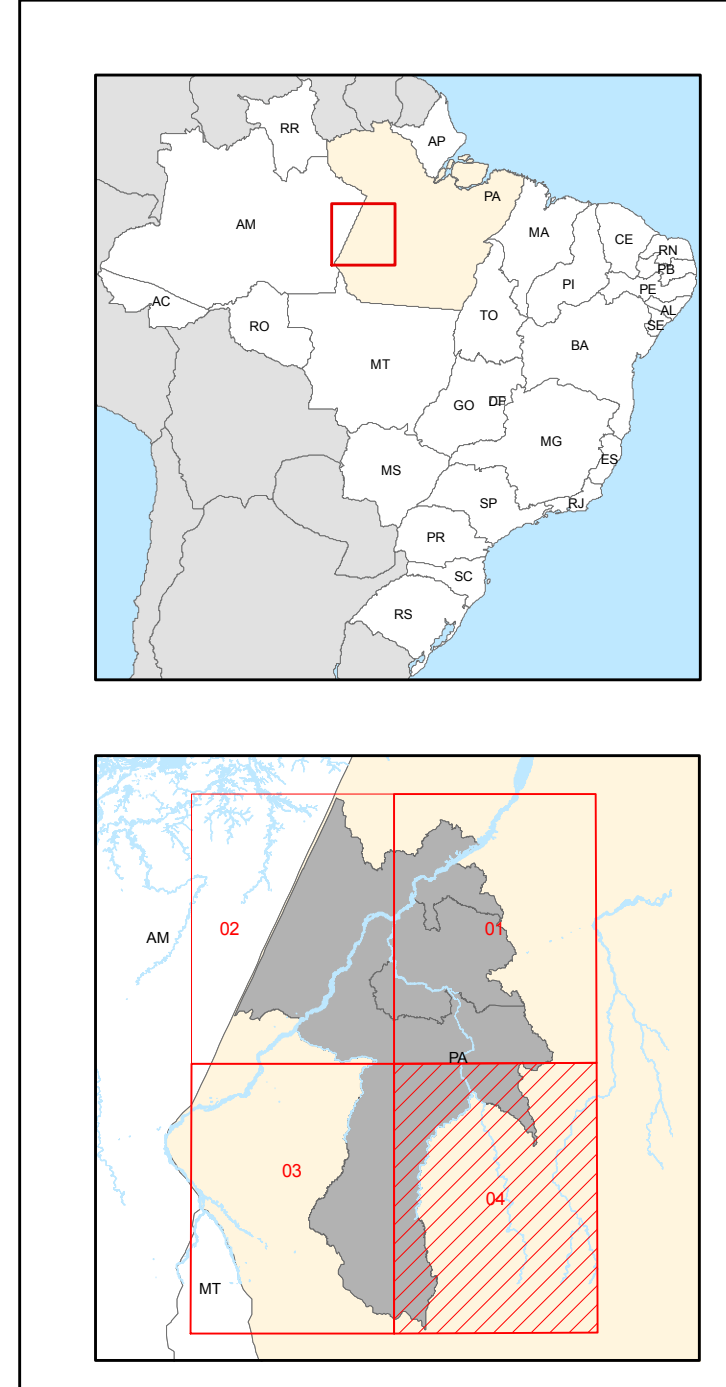 RR
AP
AM
PA
MA
CE
RN
PB
PI
PE
AL
AC
SE
RO
TO
BA
MT
GO
DF
MG
ES
MS
SP
RJ
PR
SC
RS
02
01
AM
PA
03
04
MT